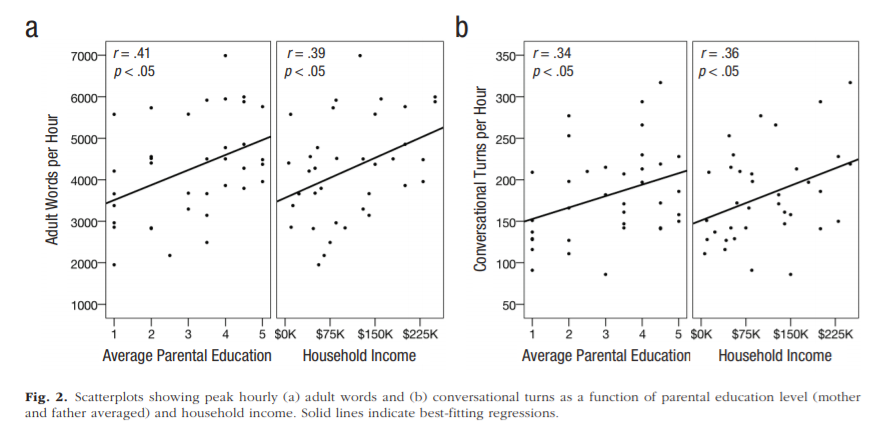 a
b
r = .41
p < .05
r = .39
p < .05
r = .34
p < .05
r = .36
p < .05
Adult Words per Hour
7000
6000
5000
4000
3000
2000
1000
1 2 3 4 5
$0K $75K $150K $225K
Average Parental Education
Household Income
Conversational Turns per Hour
350
300
250
200
150
100
50
1 2 3 4 5
$0K $75K $150K $225K
Average Parental Education
Household Income
Fig. 2. Scatterplots showing peak hourly (a) adult words and (b) conversational turns as a function of parental education level (mother
and father averaged) and household income. Solid lines indicate best-fitting regressions.